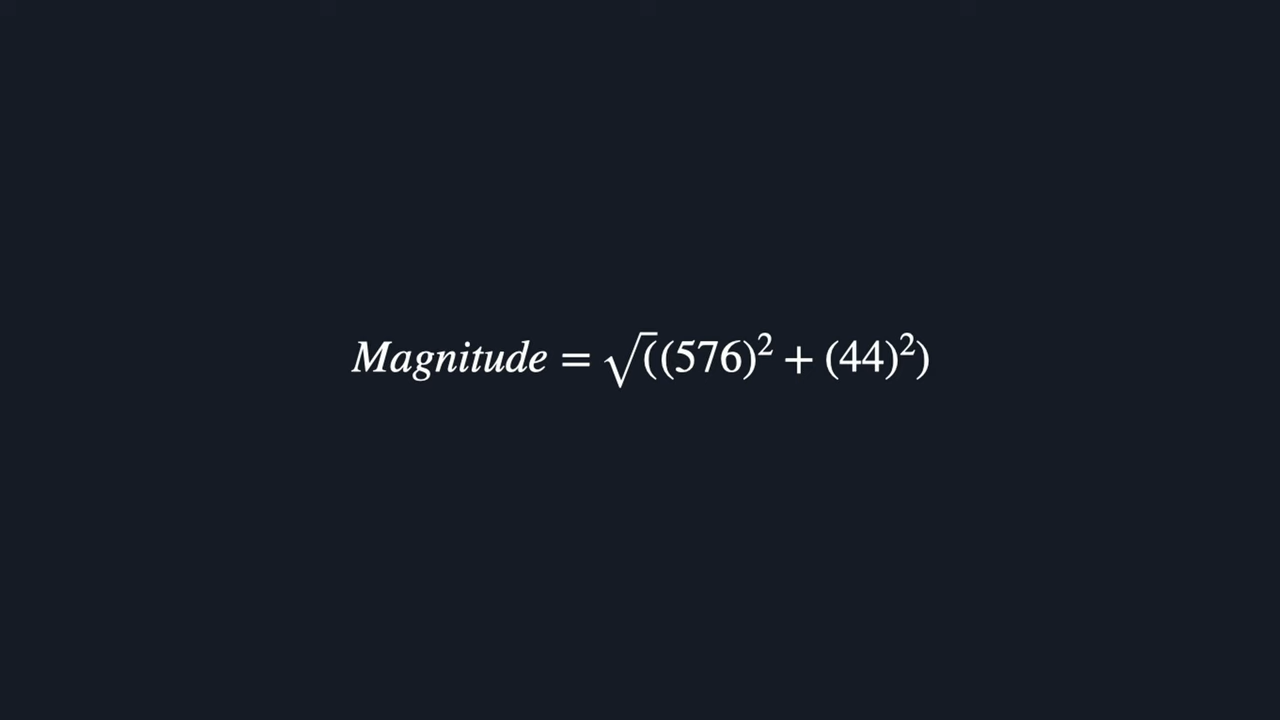 Magnitude = √((576)² + (44)²)